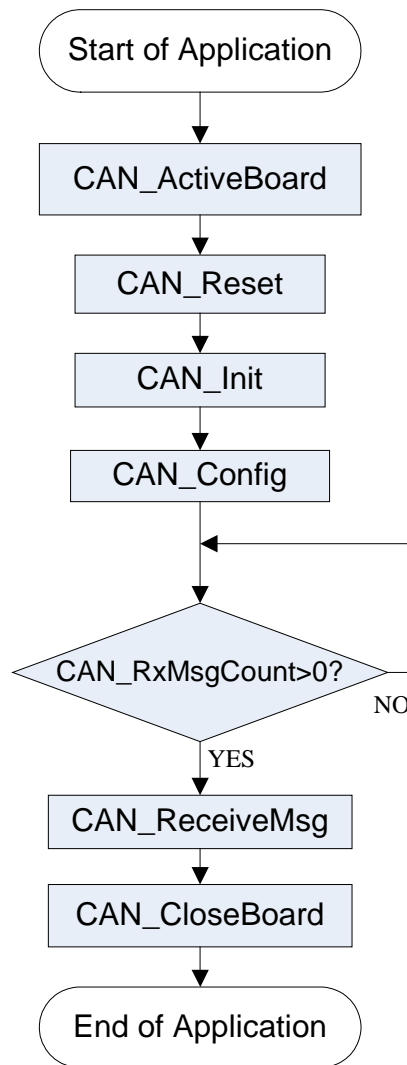 Start of Application
CAN_ActiveBoard
CAN_Reset
CAN_Init
CAN_Config
CAN_RxMsgCount>0?
NO
YES
CAN_ReceiveMsg
CAN_CloseBoard
End of Application